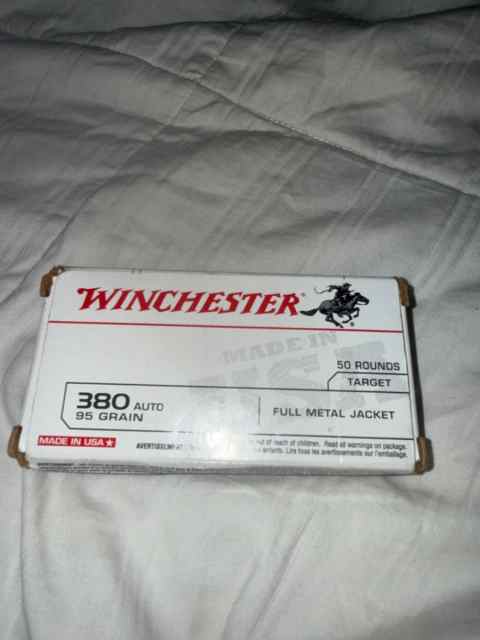 WINCHESTER
MADE IN
USA
50 ROUNDS
TARGET
380 AUTO
95 GRAIN
FULL METAL JACKET
MADE IN USA
out of reach of children. Read all warnings on package.
enfants. Lire tous les avertissements sur l'emballage.